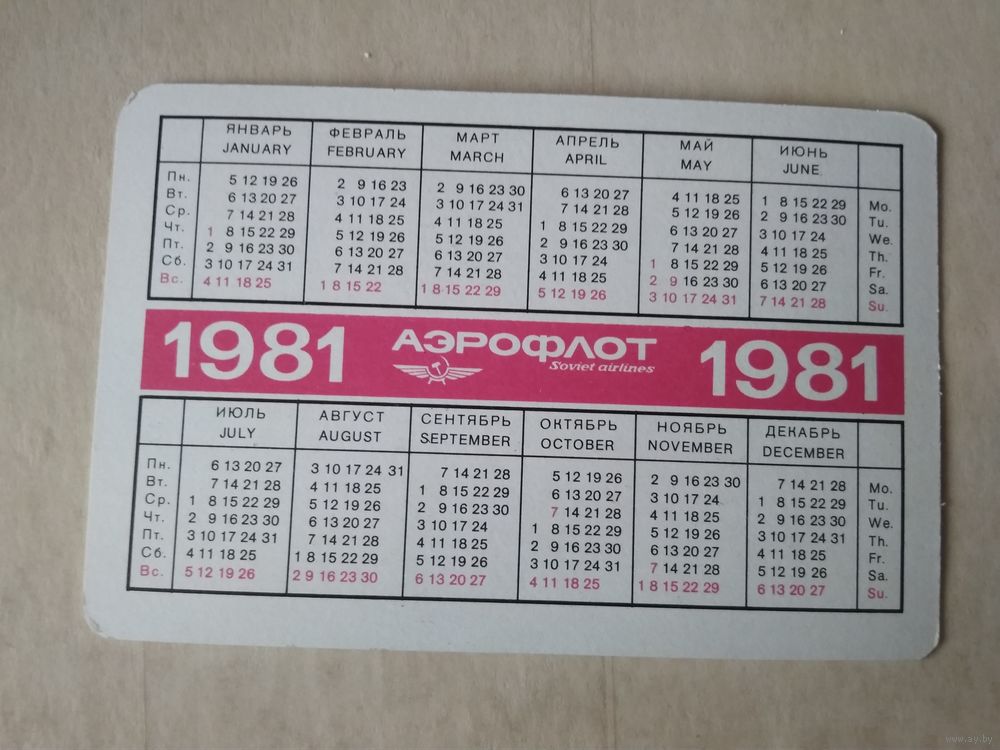 ЯНВАРЬ ФЕВРАЛЬ МАРТ АПРЕЛЬ МАЙ ИЮНЬ
JANUARY FEBRUARY MARCH APRIL MAY JUNE
Пн. 5 12 19 26 2 9 16 23 2 9 16 23 30 6 13 20 27 4 11 18 25 1 8 15 22 29 Mo.
Вт. 6 13 20 27 3 10 17 24 3 10 17 24 31 7 14 21 28 5 12 19 26 2 9 16 23 30 Tu.
Ср. 7 14 21 28 4 11 18 25 4 11 18 25 1 8 15 22 29 6 13 20 27 3 10 17 24 We.
Чт. 1 8 15 22 29 5 12 19 26 5 12 19 26 2 9 16 23 30 7 14 21 28 4 11 18 25 Th.
Пт. 2 9 16 23 30 6 13 20 27 6 13 20 27 3 10 17 24 1 8 15 22 29 5 12 19 26 Fr.
Сб. 3 10 17 24 31 7 14 21 28 7 14 21 28 4 11 18 25 2 9 16 23 30 6 13 20 27 Sa.
Вс. 4 11 18 25 1 8 15 22 1 8 15 22 29 5 12 19 26 3 10 17 24 31 7 14 21 28 Su.
1981 АЭРОФЛОТ 1981
Soviet airlines
ИЮЛЬ АВГУСТ СЕНТЯБРЬ ОКТЯБРЬ НОЯБРЬ ДЕКАБРЬ
JULY AUGUST SEPTEMBER OCTOBER NOVEMBER DECEMBER
Пн. 6 13 20 27 3 10 17 24 31 7 14 21 28 5 12 19 26 2 9 16 23 30 7 14 21 28 Mo.
Вт. 7 14 21 28 4 11 18 25 1 8 15 22 29 6 13 20 27 3 10 17 24 1 8 15 22 29 Tu.
Ср. 1 8 15 22 29 5 12 19 26 2 9 16 23 30 7 14 21 28 4 11 18 25 2 9 16 23 30 We.
Чт. 2 9 16 23 30 6 13 20 27 3 10 17 24 1 8 15 22 29 5 12 19 26 3 10 17 24 31 Th.
Пт. 3 10 17 24 31 7 14 21 28 4 11 18 25 2 9 16 23 30 6 13 20 27 4 11 18 25 Fr.
Сб. 4 11 18 25 1 8 15 22 29 5 12 19 26 3 10 17 24 31 7 14 21 28 5 12 19 26 Sa.
Вс. 5 12 19 26 2 9 16 23 30 6 13 20 27 4 11 18 25 1 8 15 22 29 6 13 20 27 Su.
www.ay.by